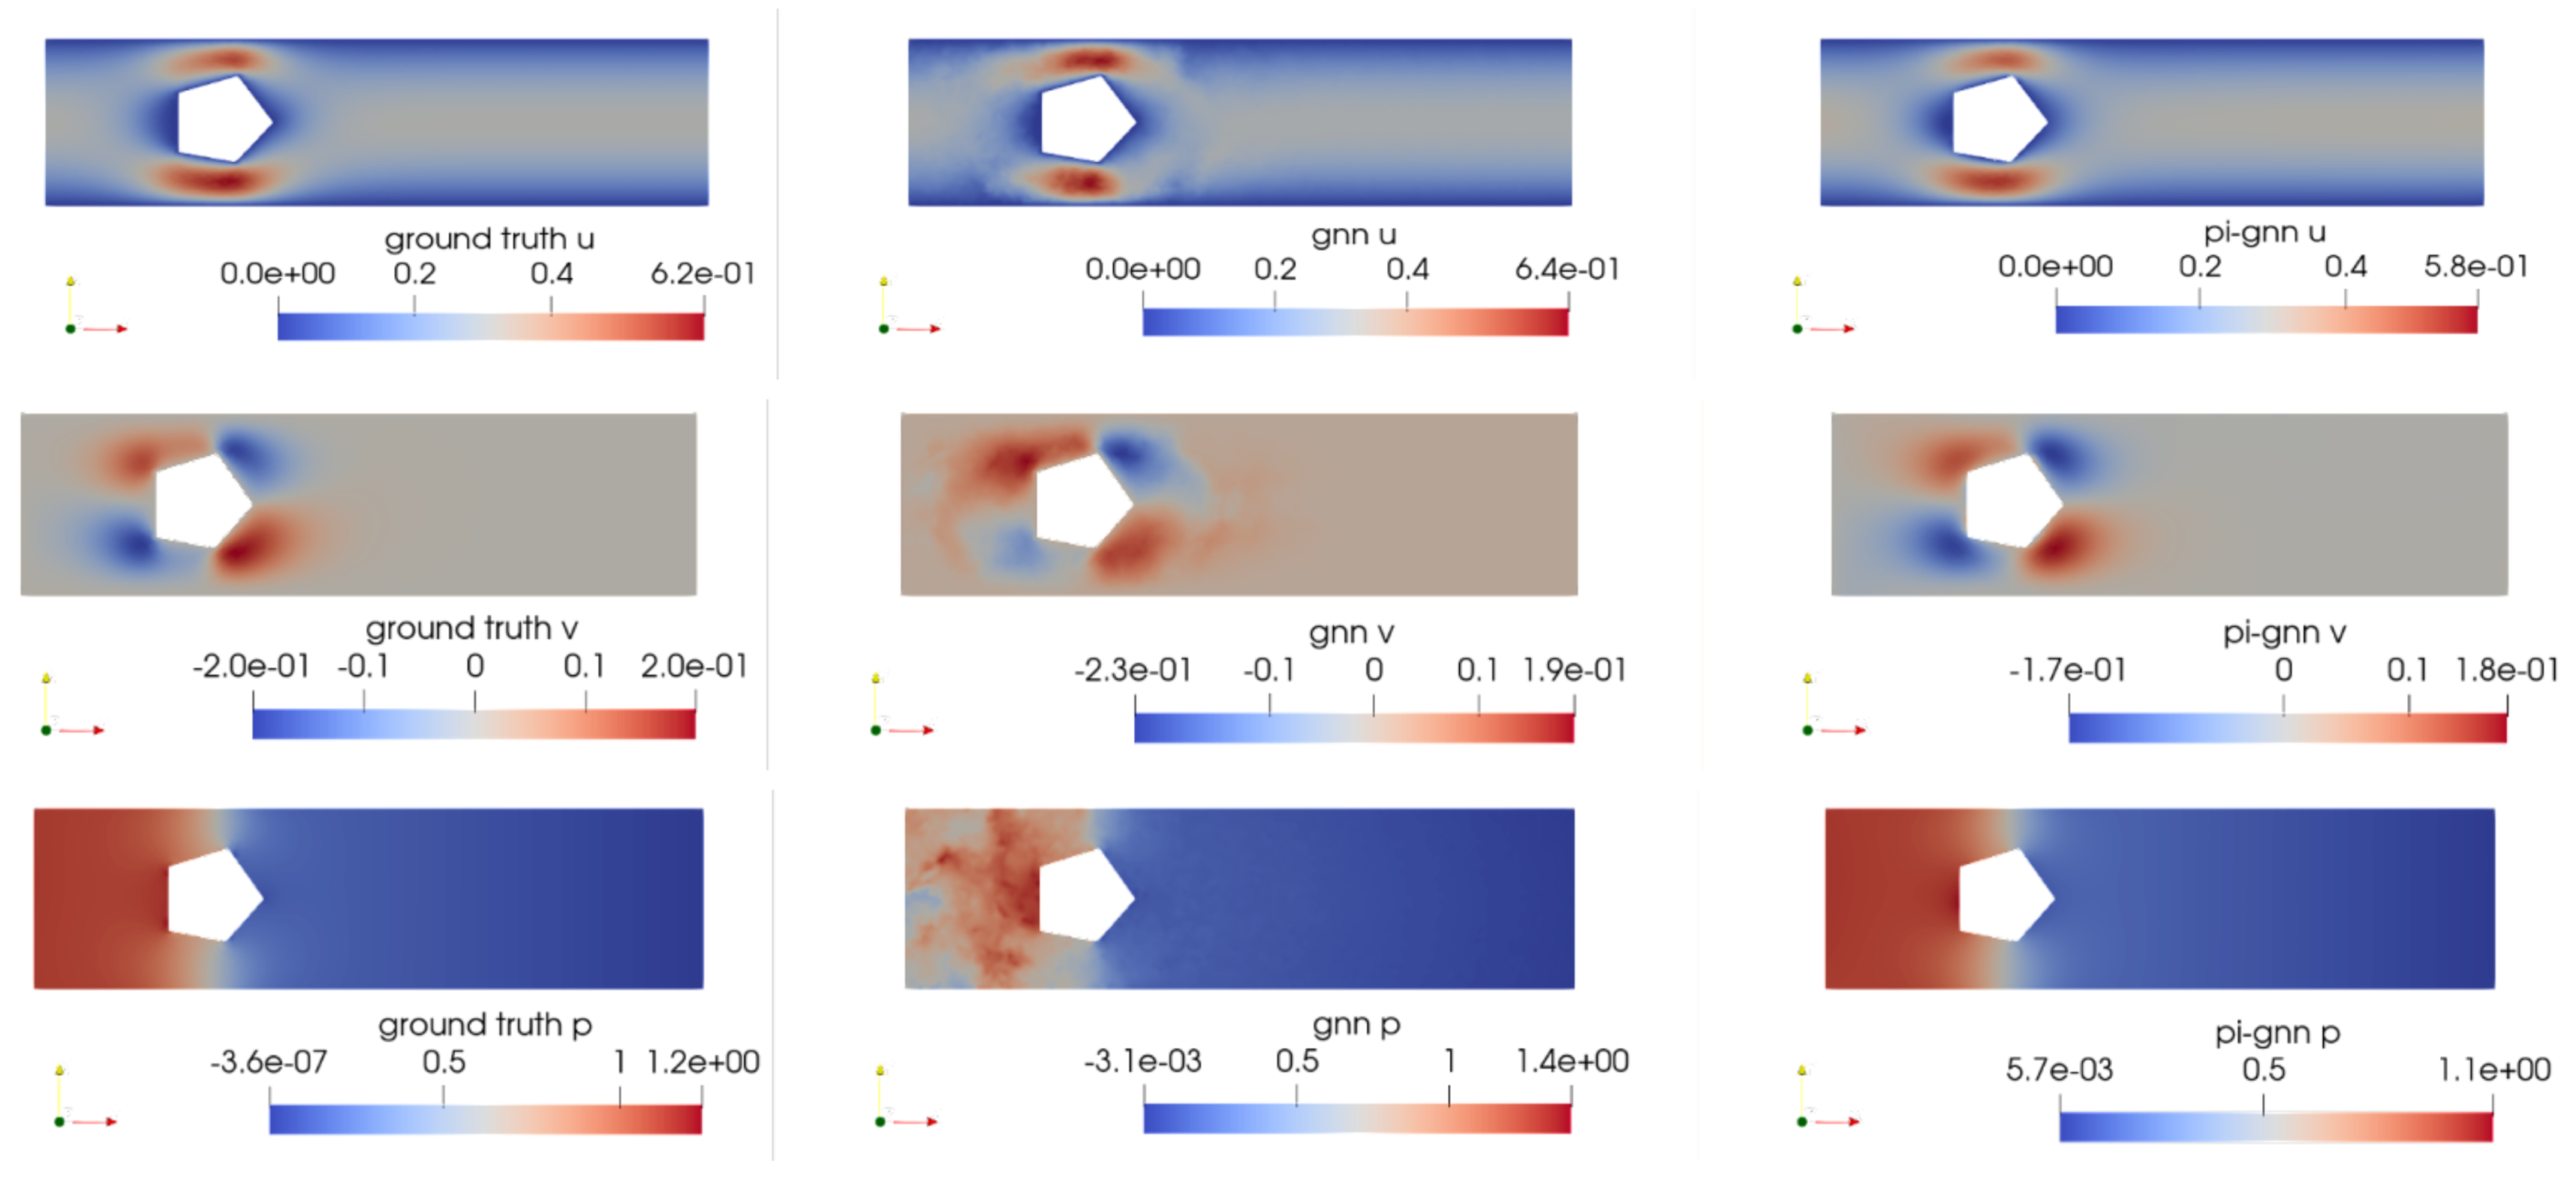 ground truth u
0.0e+00 0.2 0.4 6.2e-01
gnn u
0.0e+00 0.2 0.4 6.4e-01
pi-gnn u
0.0e+00 0.2 0.4 5.8e-01
ground truth v
-2.0e-01 -0.1 0 0.1 2.0e-01
gnn v
-2.3e-01 -0.1 0 0.1 1.9e-01
pi-gnn v
-1.7e-01 0 0.1 1.8e-01
ground truth p
-3.6e-07 0.5 1 1.2e+00
gnn p
-3.1e-03 0.5 1 1.4e+00
pi-gnn p
5.7e-03 0.5 1.1e+00